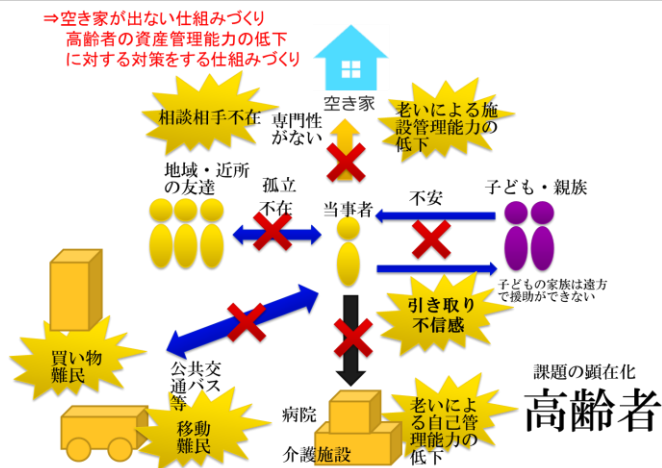 ⇒空き家が出ない仕組みづくり
高齢者の資産管理能力の低下
に対する対策をする仕組みづくり
空き家
相談相手不在
専門性
がない
老いによる施
設管理能力の
低下
地域・近所
の友達
孤立
不在
当事者
不安
子ども・親族
子どもの家族は遠方
で援助ができない
引き取り
不信感
買い物
難民
公共交
通バス
等
移動
難民
病院
介護施設
老いによ
る自己管
理能力の
低下
課題の顕在化
高齢者